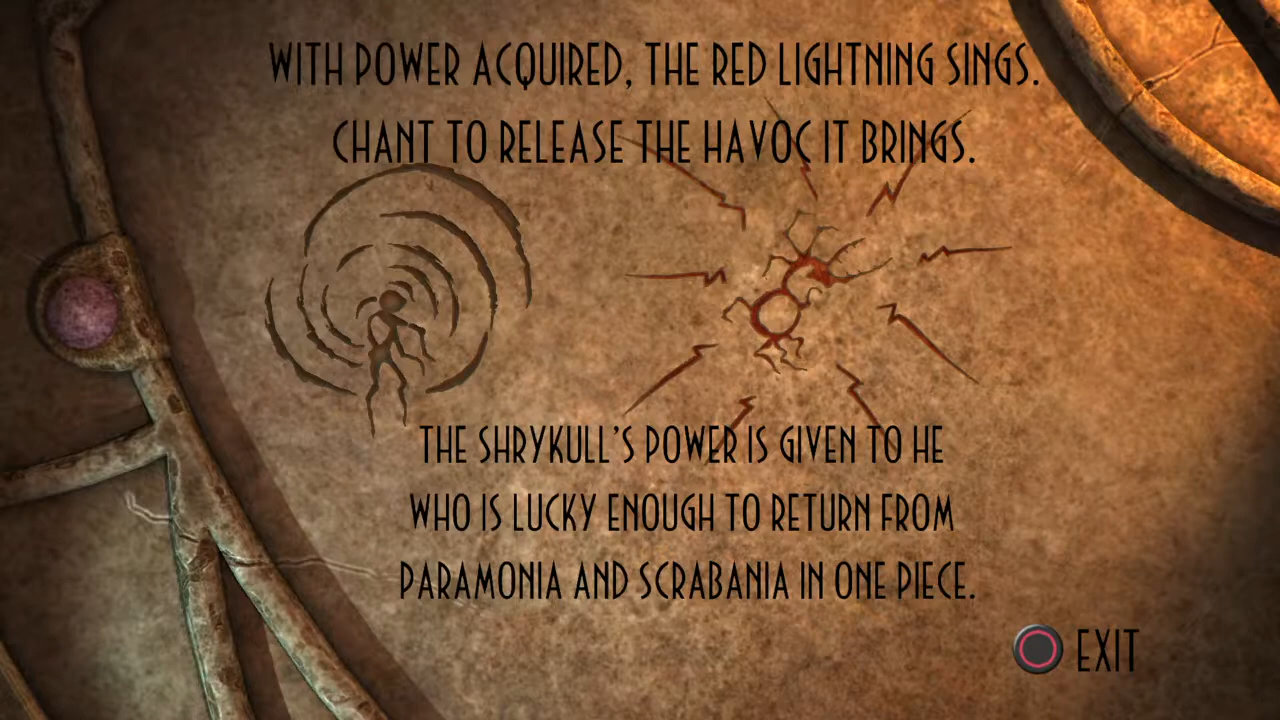 WITH POWER ACQUIRED, THE RED LIGHTNING SINGS.
CHANT TO RELEASE THE HAVOC IT BRINGS.
THE SHRYKULL'S POWER IS GIVEN TO HE
WHO IS LUCKY ENOUGH TO RETURN FROM
PARAMONIA AND SCRABANIA IN ONE PIECE.
EXIT